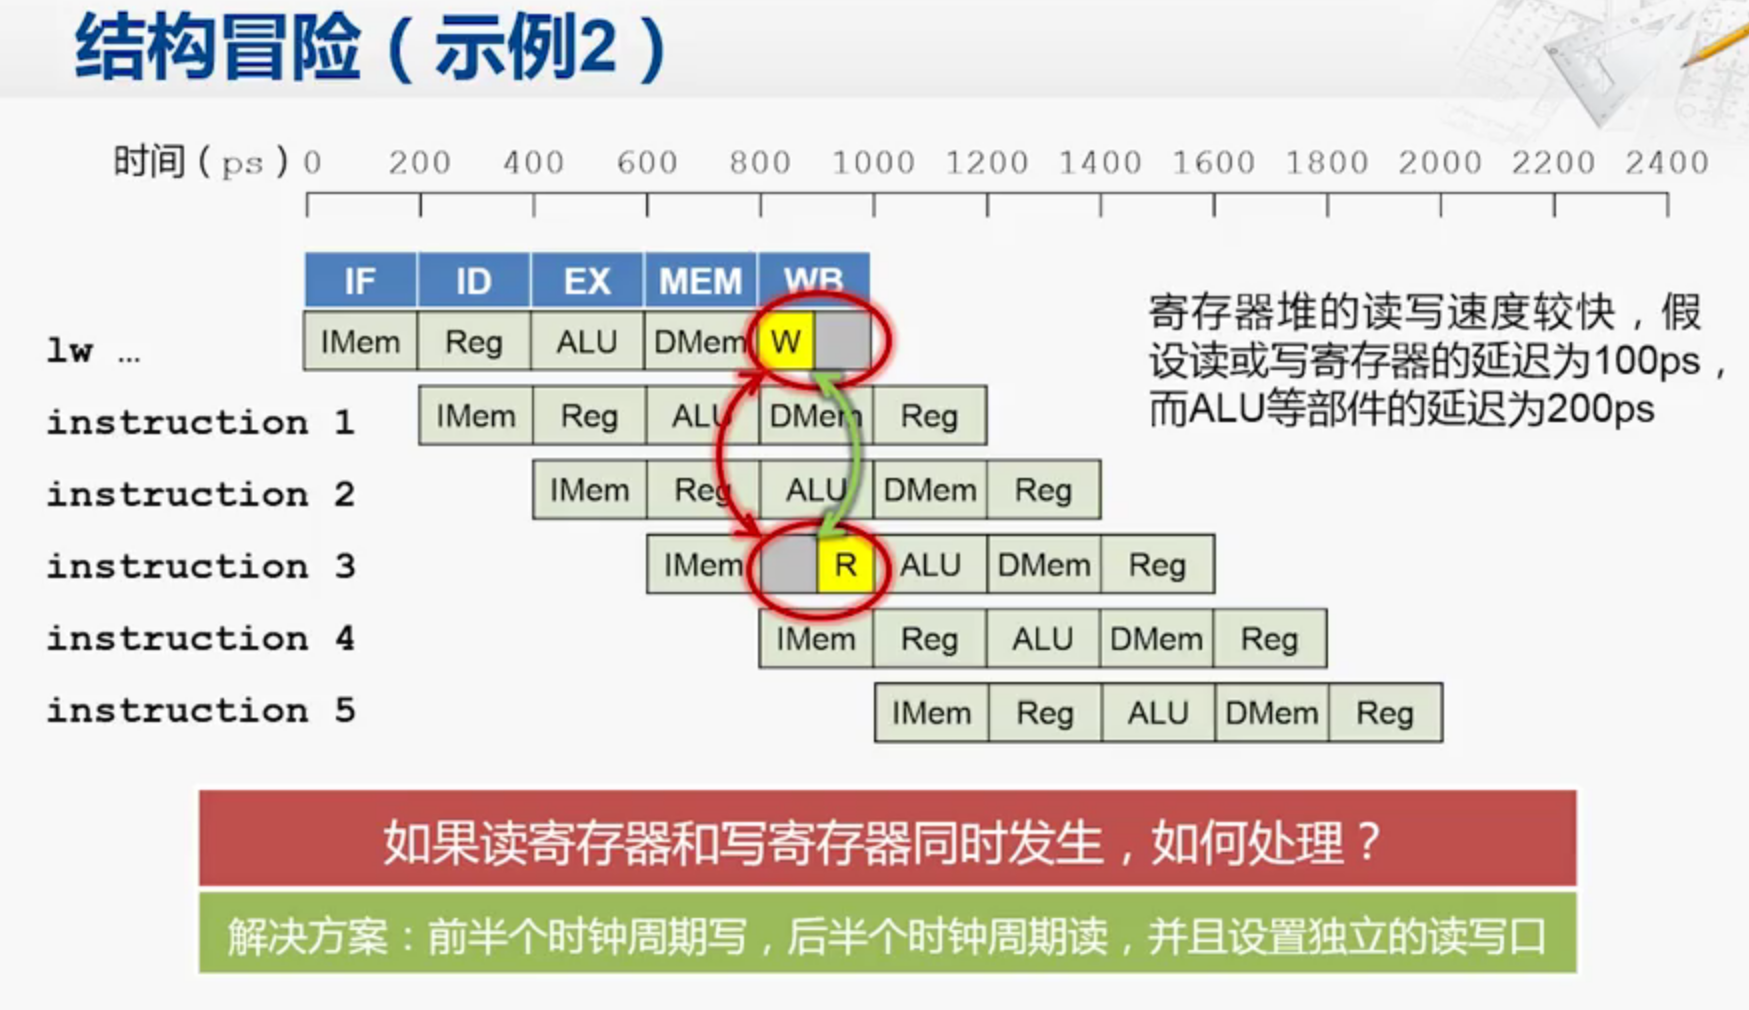 结构冒险（示例2）
时间（ps）0 200 400 600 800 1000 1200 1400 1600 1800 2000 2200 2400
IF ID EX MEM WB
lw … IMem Reg ALU DMem W
instruction 1 IMem Reg ALU DMem Reg
instruction 2 IMem Reg ALU DMem Reg
instruction 3 IMem R ALU DMem Reg
instruction 4 IMem Reg ALU DMem Reg
instruction 5 IMem Reg ALU DMem Reg
寄存器堆的读写速度较快，假
设读或写寄存器的延迟为100ps，
而ALU等部件的延迟为200ps
如果读寄存器和写寄存器同时发生，如何处理？
解决方案：前半个时钟周期写，后半个时钟周期读，并且设置独立的读写口